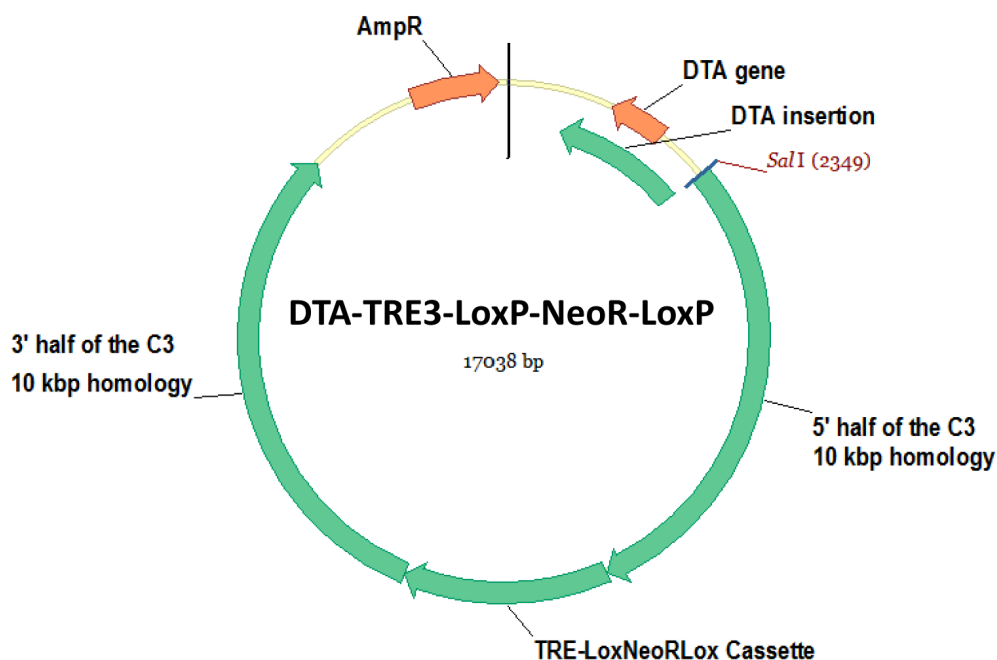 AmpR
DTA gene
DTA insertion
SalI (2349)
DTA-TRE3-LoxP-NeoR-LoxP
17038 bp
3' half of the C3
10 kbp homology
5' half of the C3
10 kbp homology
TRE-LoxNeoRLox Cassette